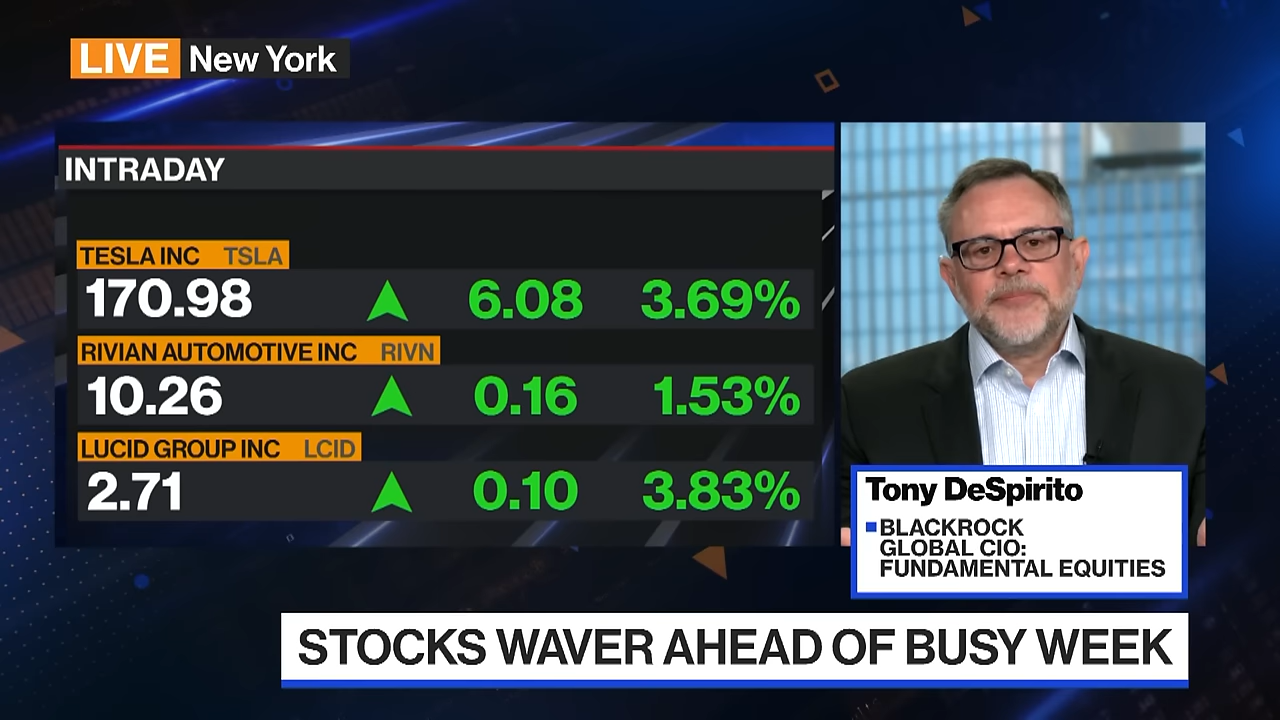 LIVE New York
INTRADAY
TESLA INC TSLA
170.98 6.08 3.69%
RIVIAN AUTOMOTIVE INC RIVN
10.26 0.16 1.53%
LUCID GROUP INC LCID
2.71 0.10 3.83%
Tony DeSpirito
BLACKROCK
GLOBAL CIO:
FUNDAMENTAL EQUITIES
STOCKS WAVER AHEAD OF BUSY WEEK